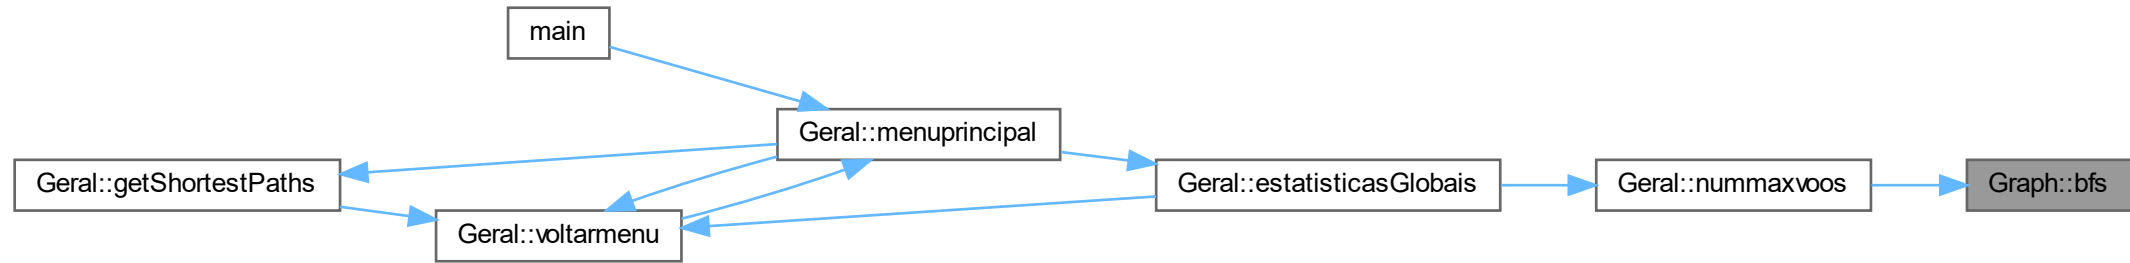 main
Geral::menuprincipal
Geral::getShortestPaths
Geral::estatisticasGlobais
Geral::nummaxvoos
Graph::bfs
Geral::voltarmenu